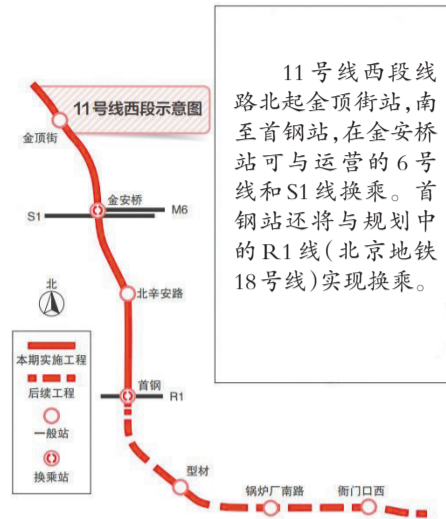 11号线西段示意图
金顶街
金安桥
M6
S1
北辛安路
首钢
R1
型材
锅炉厂南路
衙门口西
北
本期实施工程
后续工程
一般站
换乘站
11号线西段线
路北起金顶街站,南
至首钢站,在金安桥
站可与运营的6号
线和S1线换乘。首
钢站还将与规划中
的R1线(北京地铁
18号线)实现换乘。